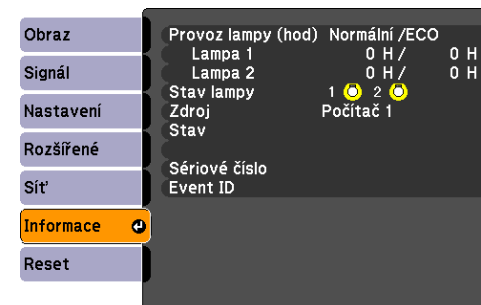 Obraz
Signál
Nastavení
Rozšířené
Síť
Informace
Reset
Provoz lampy (hod) Normální /ECO
Lampa 1 0 H / 0 H
Lampa 2 0 H / 0 H
Stav lampy 1 2
Zdroj Počítač 1
Stav
Sériové číslo
Event ID